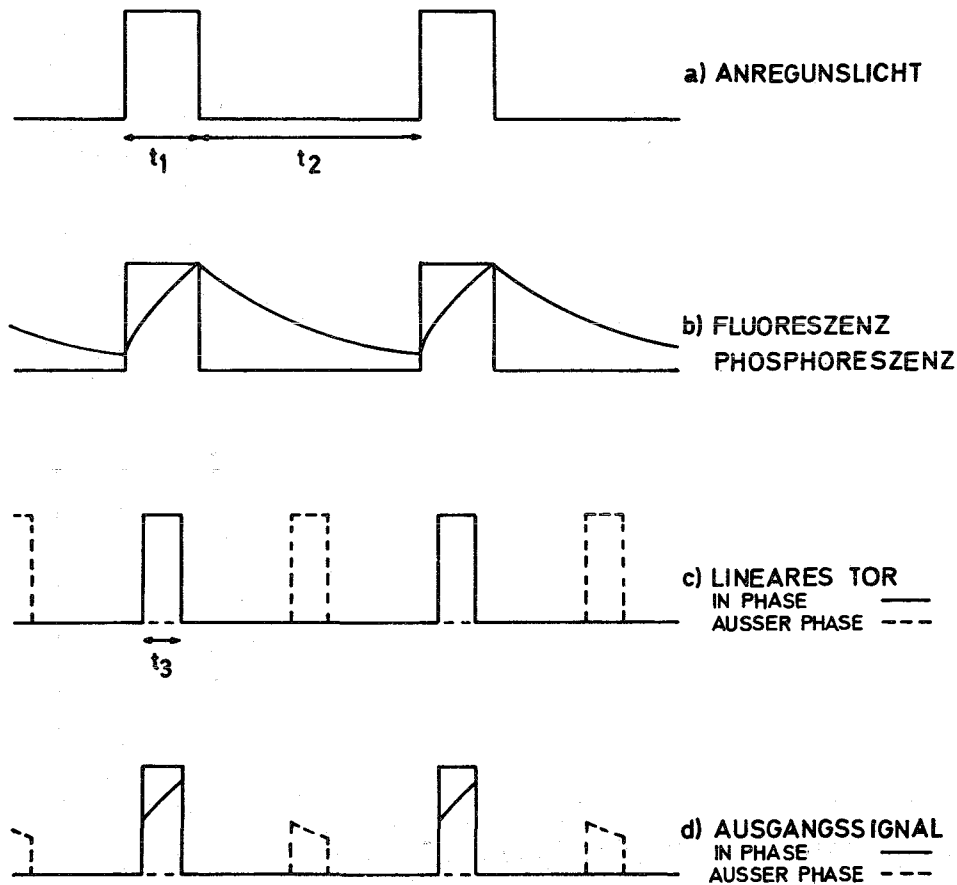 a) ANREGUNSLICHT
t1
t2
b) FLUORESZENZ
PHOSPHORESZENZ
c) LINEARES TOR
IN PHASE
AUSSER PHASE
t3
d) AUSGANGSSIGNAL
IN PHASE
AUSSER PHASE